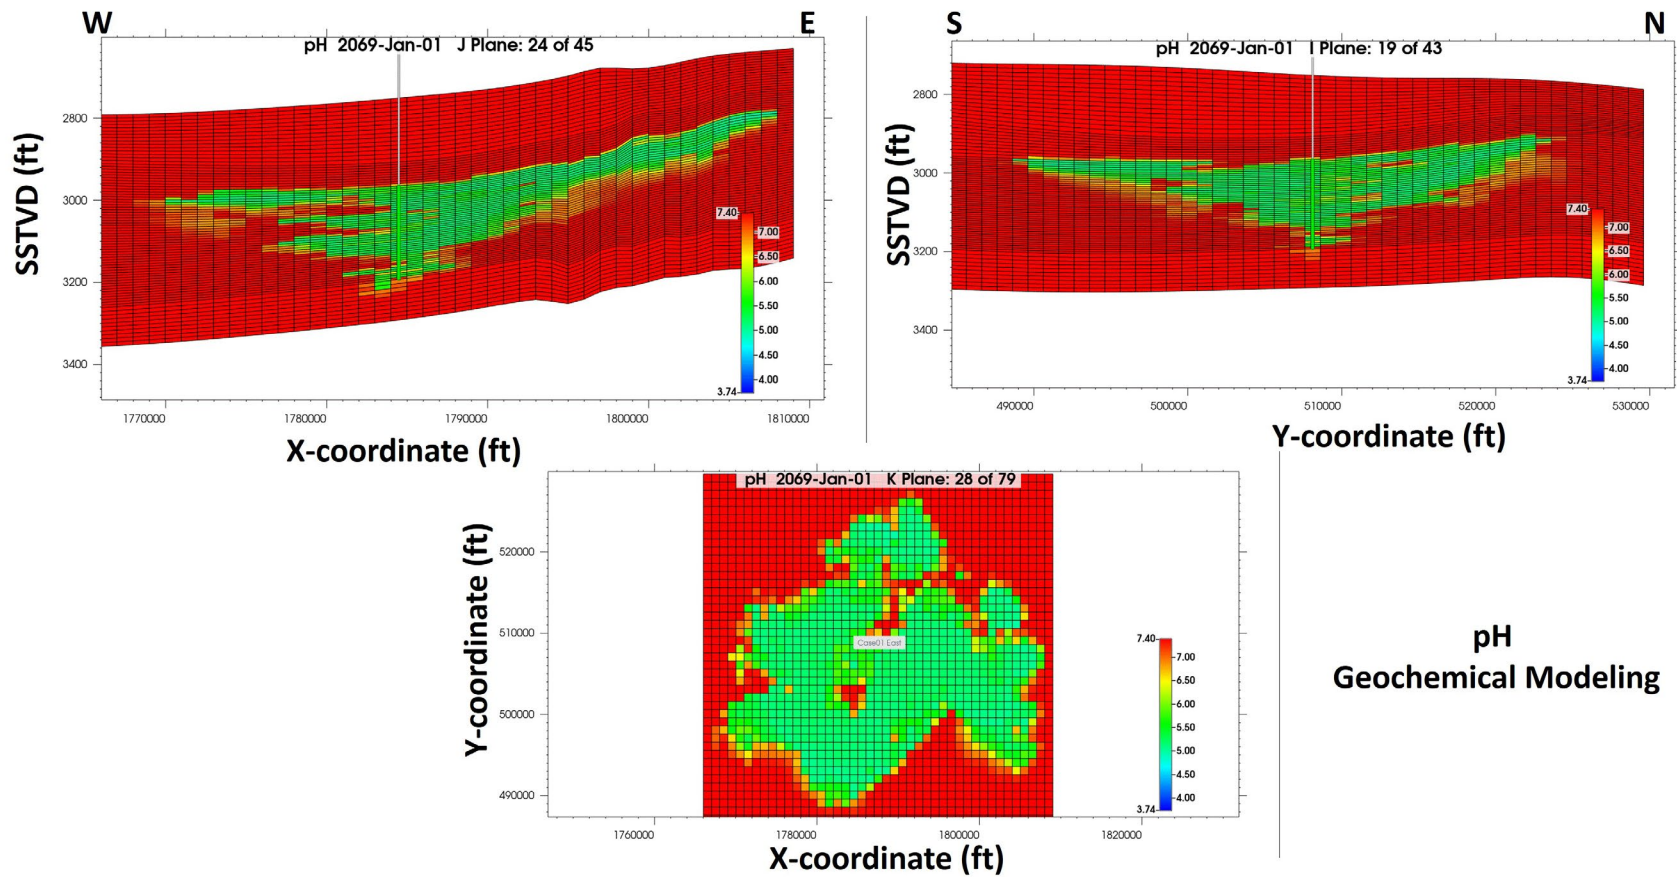 W
E
pH 2069-Jan-01 J Plane: 24 of 45
SSTVD (ft)
2800
3000
3200
3400
7.40
7.00
6.50
6.00
5.50
5.00
4.50
4.00
3.74
1770000 1780000 1790000 1800000 1810000
X-coordinate (ft)
S
N
pH 2069-Jan-01 I Plane: 19 of 43
SSTVD (ft)
2800
3000
3200
3400
7.40
7.00
6.50
6.00
5.50
5.00
4.50
4.00
3.74
490000 500000 510000 520000 530000
Y-coordinate (ft)
pH 2069-Jan-01 K Plane: 28 of 79
Y-coordinate (ft)
520000
510000
500000
490000
Case01 East
7.40
7.00
6.50
6.00
5.50
5.00
4.50
4.00
3.74
1760000 1780000 1800000 1820000
X-coordinate (ft)
pH
Geochemical Modeling